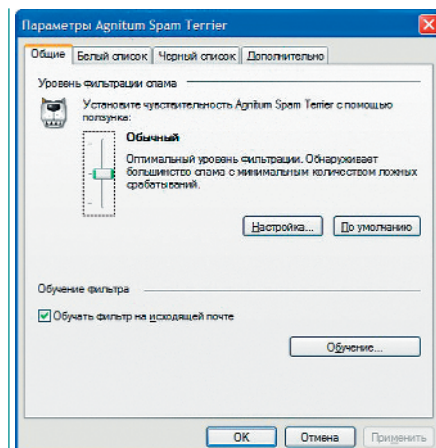 Параметры Agnitum Spam Terrier
Общие Белый список Черный список Дополнительно
Уровень фильтрации спама
Установите чувствительность Agnitum Spam Terrier с помощью
ползунка:
Обычный
Оптимальный уровень фильтрации. Обнаруживает
большинство спама с минимальным количеством ложных
срабатываний.
Настройка... По умолчанию
Обучение фильтра
Обучать фильтр на исходящей почте
Обучение...
OK Отмена Применить